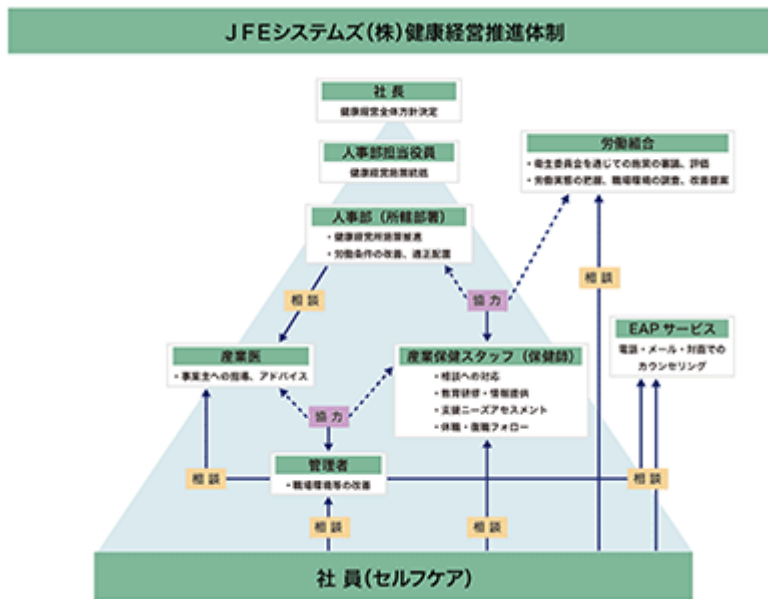 JFEシステムズ(株)健康経営推進体制
社 長
健康経営全体方針決定
人事部担当役員
健康経営施策統括
労働組合
・衛生委員会を通じての施策の審議、評価
・労働実態の把握、職場環境の調査、改善提案
人事部（所轄部署）
・健康経営所施策推進
・労働条件の改善、適正配置
相 談
協 力
相 談
EAP サービス
電話・メール・対面での
カウンセリング
産業医
・事業主への指導、アドバイス
産業保健スタッフ（保健師）
・相談への対応
・教育研修・情報提供
・支援ニーズアセスメント
・休職・復職フォロー
協 力
管理者
・職場環境等の改善
相 談
相 談
相 談
相 談
社 員(セルフケア)